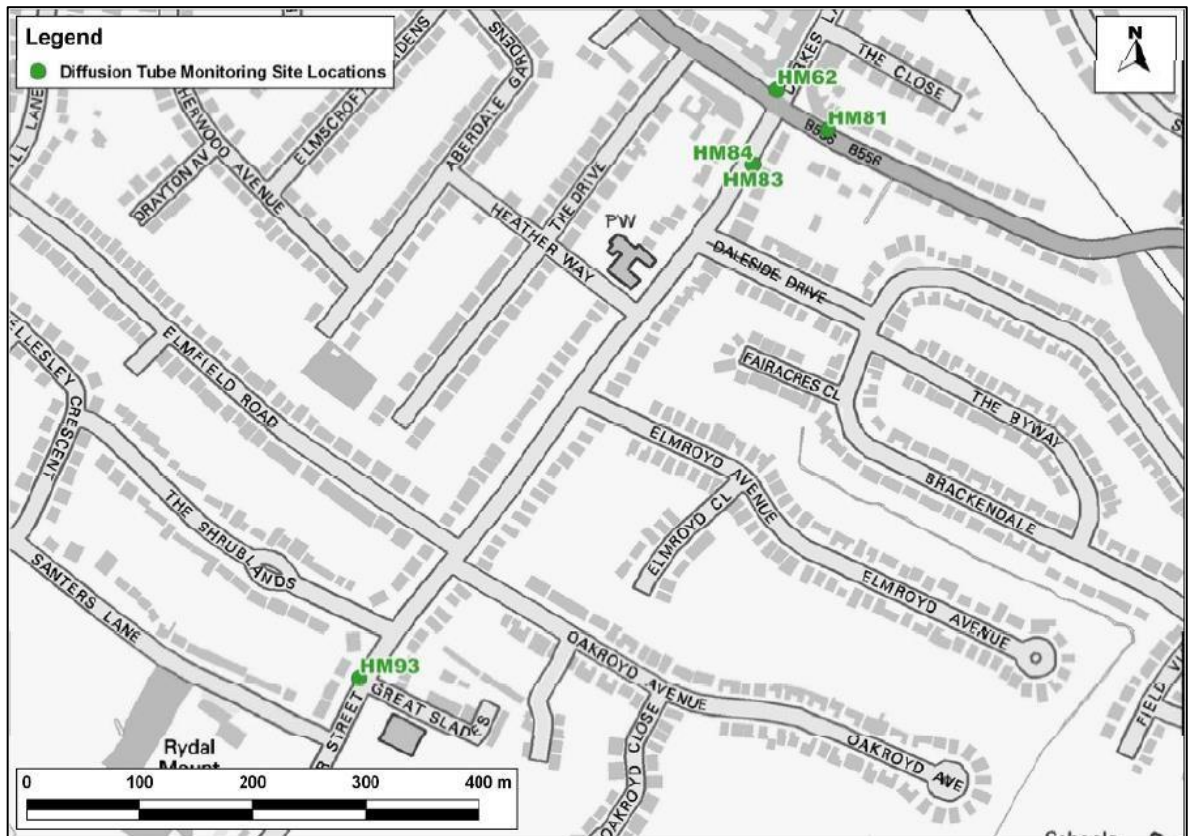 Legend
Diffusion Tube Monitoring Site Locations
N
HM62
THE CLOSE
HM81
B556
B556
HM84
HM83
ELMSCROFT
GARDENS
ABERDALE GARDENS
DRAYTON AV
AVENUE
THE DRIVE
HEATHER WAY
PW
DALESIDE DRIVE
FAIRACRES CL
THE BYWAY
BRACKENDALE
ELMFIELD ROAD
CRESCENT
ELMROYD AVENUE
ELMROYD CL
ELMROYD AVENUE
THE SHRUBLANDS
SANTERS LANE
OAKROYD AVENUE
HM93
GREAT SLADES
STREET
OAKROYD CLOSE
OAKROYD AVE
Rydal
Mount
0 100 200 300 400 m